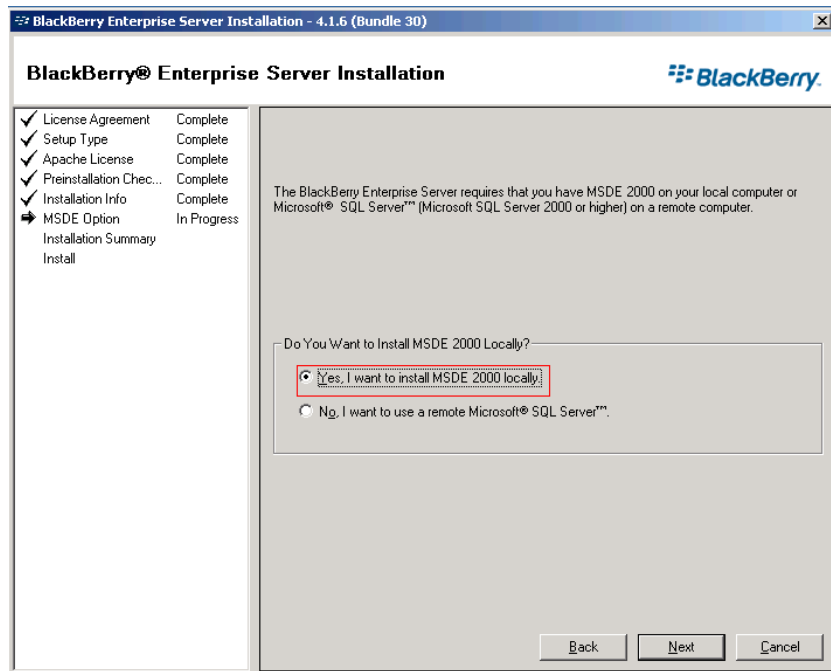 BlackBerry Enterprise Server Installation - 4.1.6 (Bundle 30)
BlackBerry® Enterprise Server Installation
BlackBerry.
License Agreement Complete
Setup Type Complete
Apache License Complete
Preinstallation Chec... Complete
Installation Info Complete
MSDE Option In Progress
Installation Summary
Install
The BlackBerry Enterprise Server requires that you have MSDE 2000 on your local computer or
Microsoft® SQL Server™ (Microsoft SQL Server 2000 or higher) on a remote computer.
Do You Want to Install MSDE 2000 Locally?
Yes, I want to install MSDE 2000 locally.
No, I want to use a remote Microsoft® SQL Server™.
Back Next Cancel